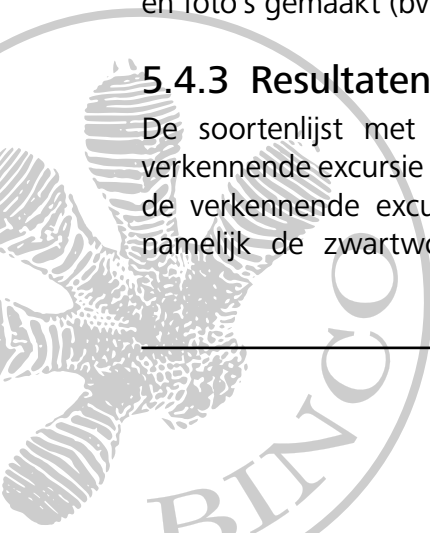 en foto's gemaakt (bv
5.4.3 Resultaten
De soortenlijst met
verkennende excursie
de verkennende excu
namelijk de zwartwo
BINCO